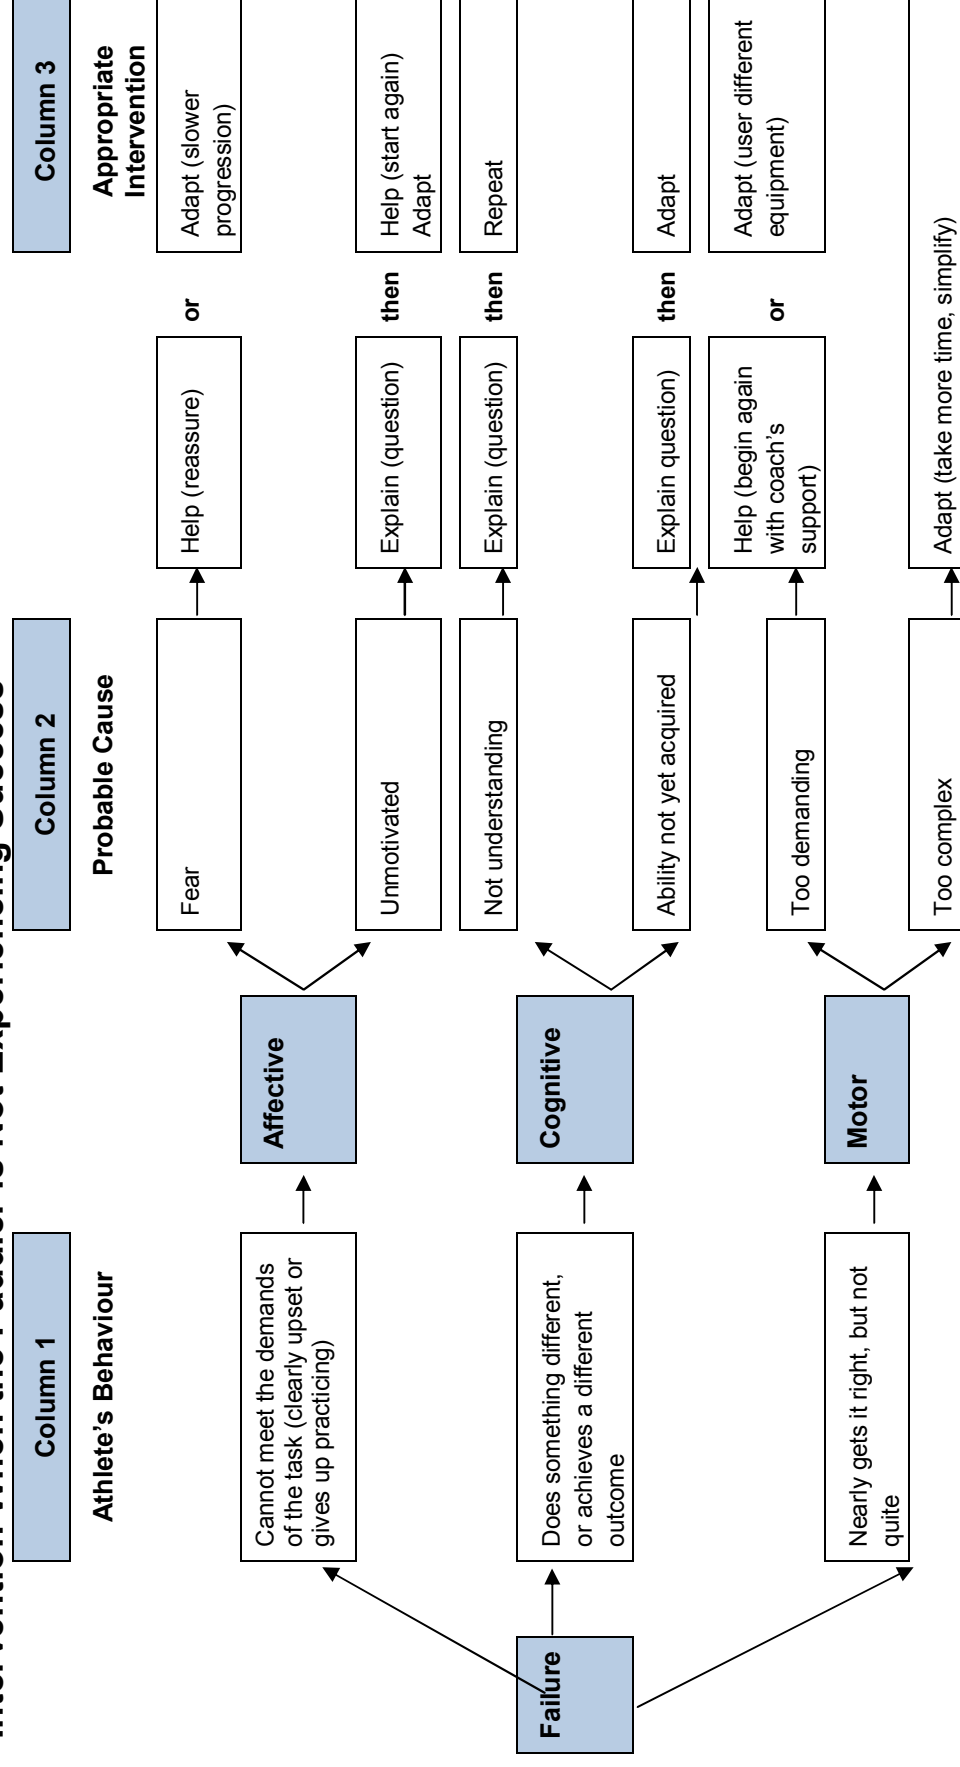 Intervention When the Paddler is Not Experiencing Success
Column 1
Column 2
Column 3
Athlete’s Behaviour
Probable Cause
Appropriate
Intervention
Failure
Cannot meet the demands
of the task (clearly upset or
gives up practicing)
Affective
Fear
Help (reassure)
or
Adapt (slower
progression)
Unmotivated
Explain (question)
then
Help (start again)
Adapt
Does something different,
or achieves a different
outcome
Cognitive
Not understanding
Explain (question)
then
Repeat
Ability not yet acquired
Explain question)
then
Adapt
Nearly gets it right, but not
quite
Motor
Too demanding
Help (begin again
with coach’s
support)
or
Adapt (user different
equipment)
Too complex
Adapt (take more time, simplify)